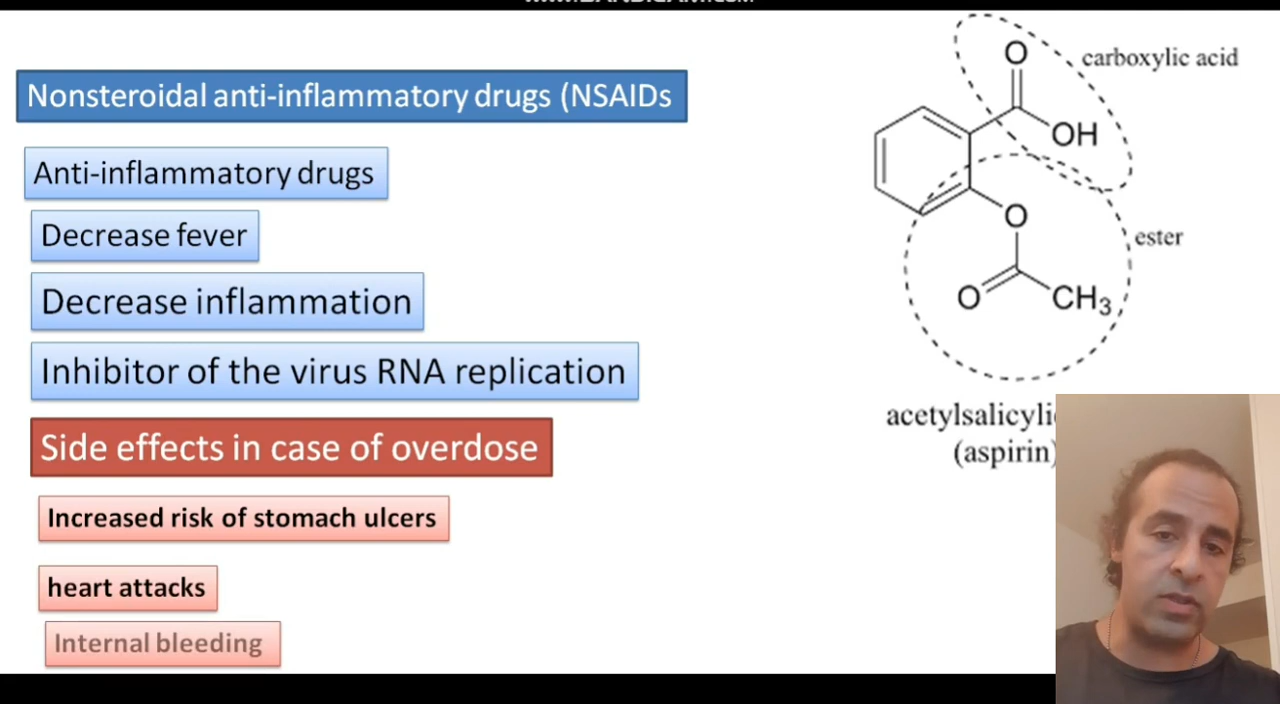 Nonsteroidal anti-inflammatory drugs (NSAIDs
Anti-inflammatory drugs
Decrease fever
Decrease inflammation
Inhibitor of the virus RNA replication
Side effects in case of overdose
Increased risk of stomach ulcers
heart attacks
Internal bleeding
carboxylic acid
O
OH
O
ester
O
CH3
(aspirin)